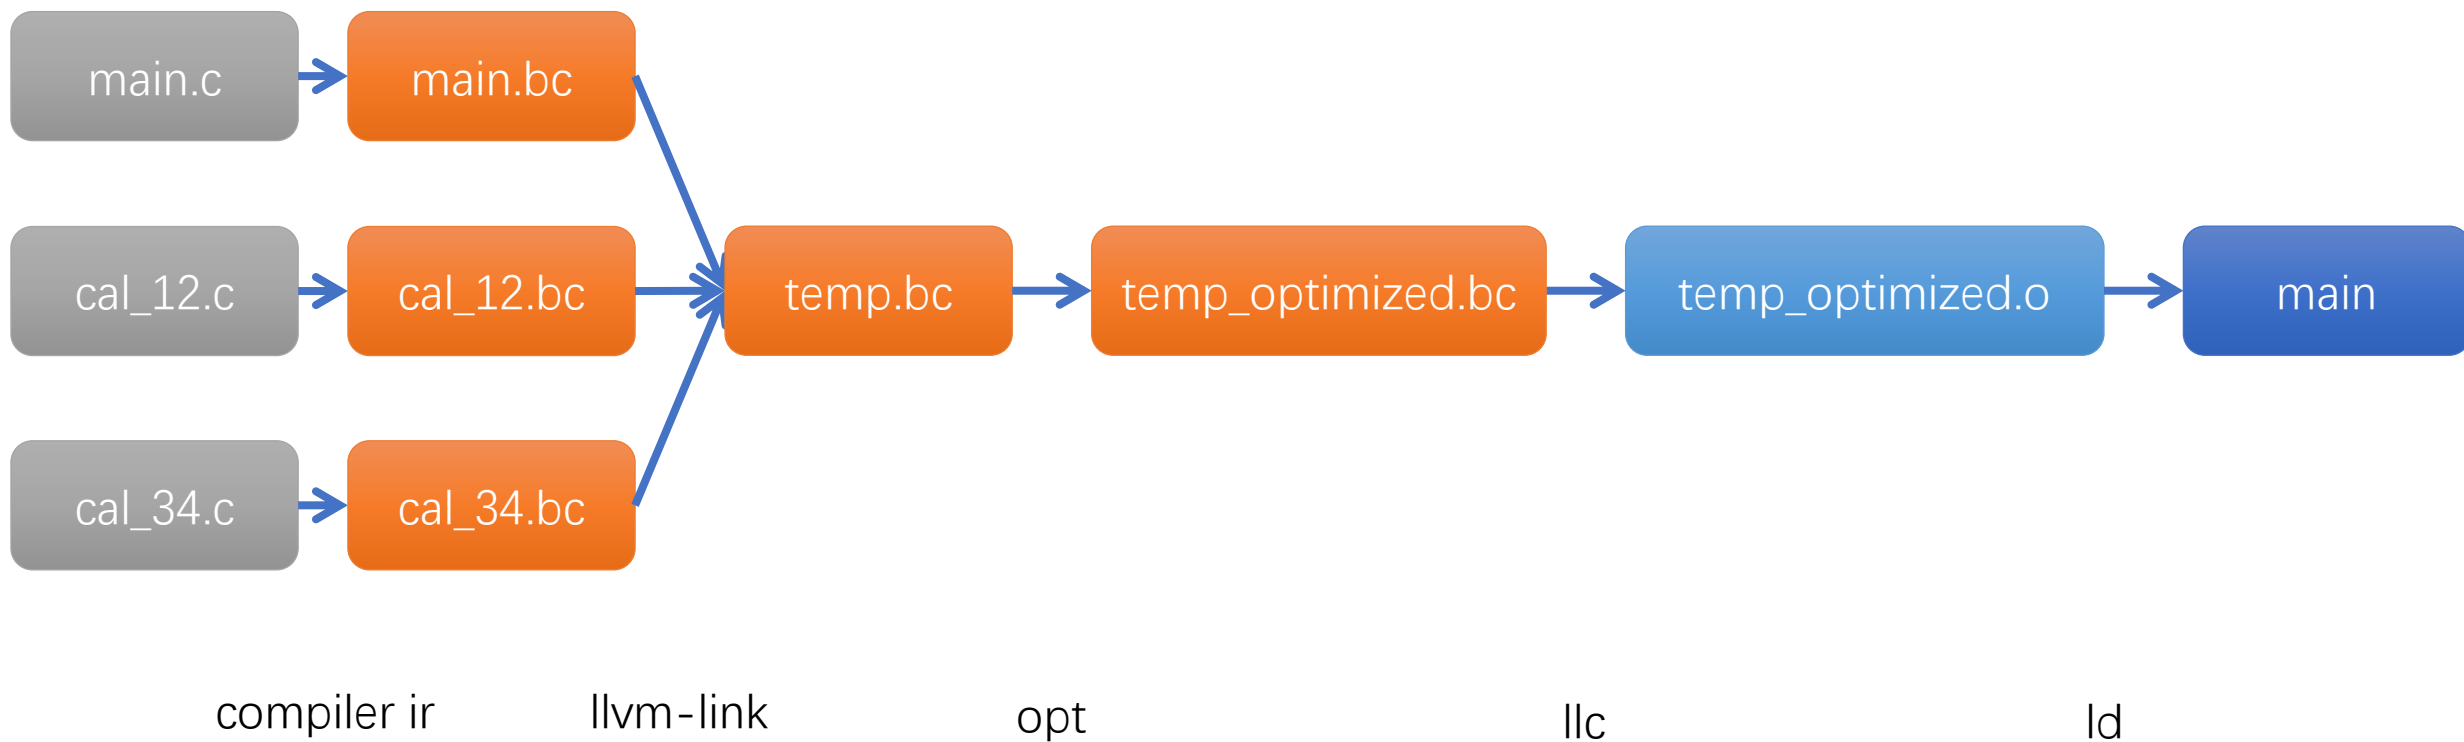 main.c
main.bc
cal_12.c
cal_12.bc
temp.bc
temp_optimized.bc
temp_optimized.o
main
cal_34.c
cal_34.bc
compiler ir
llvm-link
opt
llc
ld